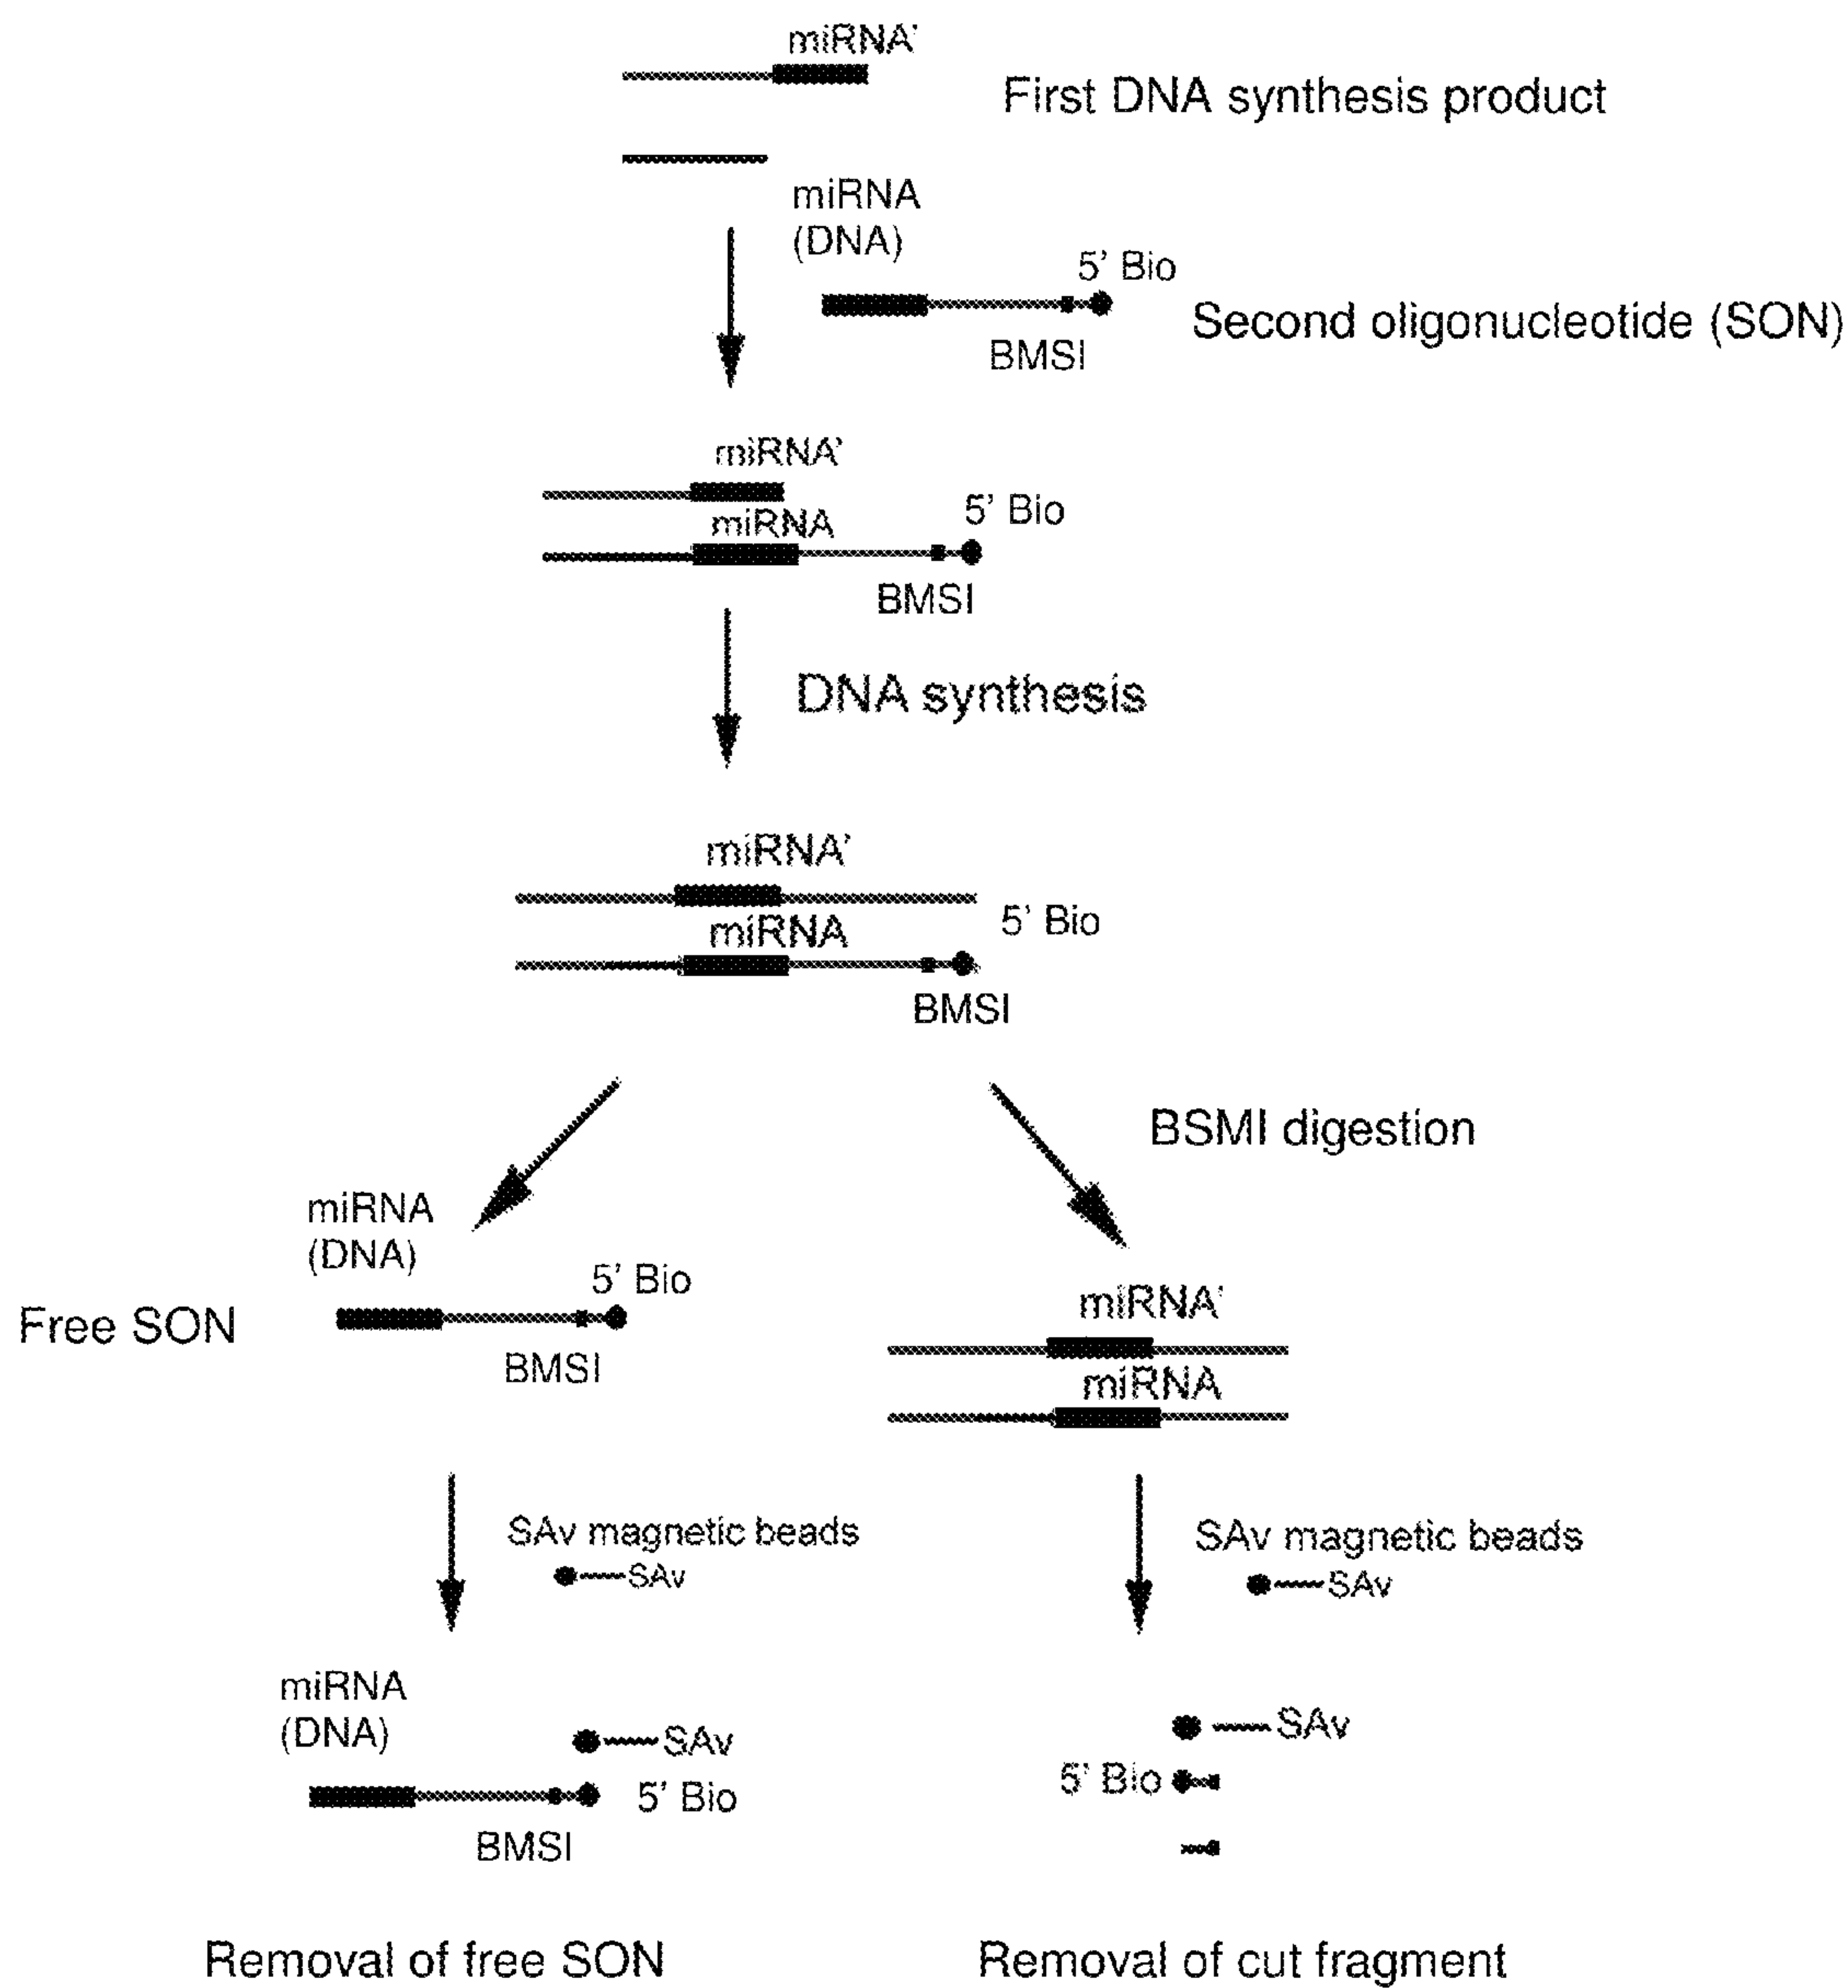 miRNA'
First DNA synthesis product
miRNA
(DNA)
5' Bio
Second oligonucleotide (SON)
BMSI
miRNA'
miRNA
5' Bio
BMSI
DNA synthesis
miRNA'
miRNA
5' Bio
BMSI
BSMI digestion
miRNA
(DNA)
5' Bio
Free SON
BMSI
miRNA'
miRNA
SAv magnetic beads
SAv
SAv magnetic beads
SAv
miRNA
(DNA)
SAv
5' Bio
BMSI
SAv
5' Bio
Removal of free SON
Removal of cut fragment